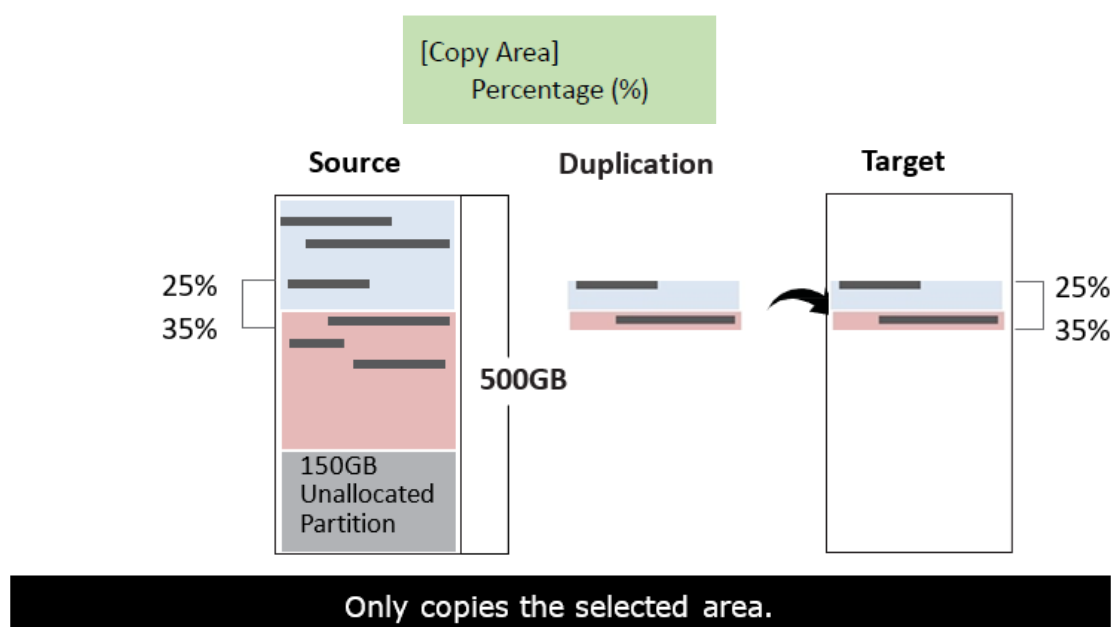 [Copy Area]
Percentage (%)
Source
Duplication
Target
25%
35%
25%
35%
500GB
150GB
Unallocated
Partition
Only copies the selected area.